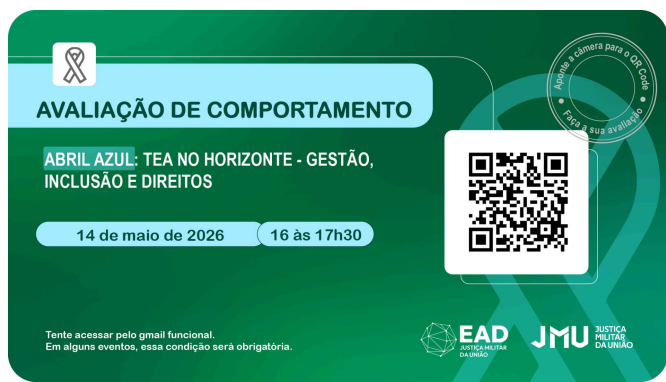 Aponte a câmera para o QR Code
Faça a sua avaliação
AVALIAÇÃO DE COMPORTAMENTO
ABRIL AZUL: TEA NO HORIZONTE - GESTÃO,
INCLUSÃO E DIREITOS
14 de maio de 2026
16 às 17h30
Tente acessar pelo gmail funcional.
Em alguns eventos, essa condição será obrigatória.
EAD
JUSTIÇA MILITAR
DA UNIÃO
JMU
JUSTIÇA
MILITAR
DA UNIÃO